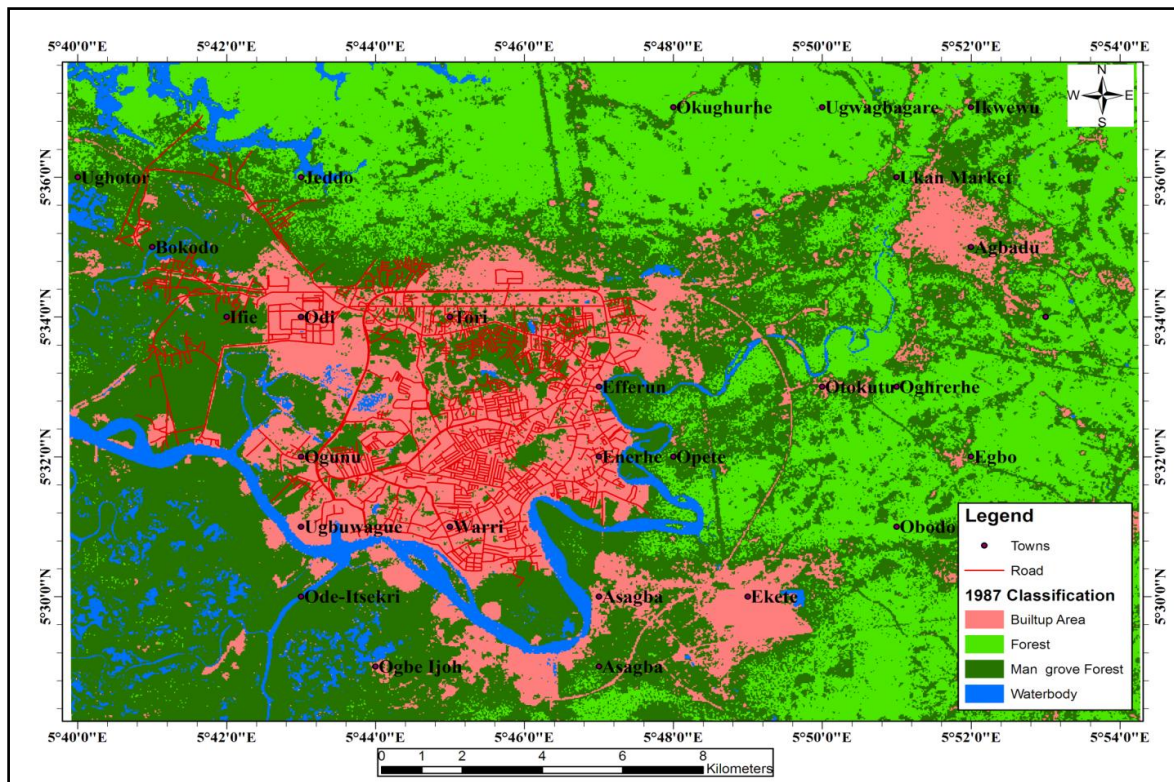 5°40'0"E 5°42'0"E 5°44'0"E 5°46'0"E 5°48'0"E 5°50'0"E 5°52'0"E 5°54'0"E
N
W E
S
Okughurhe Ugwagbagare Ikwewu
5°36'0"N Ughotor Jeddo Ukan Market 5°36'0"N
Bokodo Agbadu
5°34'0"N Ifie Odi Tori 5°34'0"N
Efferun Otokutu Oghrerhe
5°32'0"N Ogunu Enerhe Opete Egbo 5°32'0"N
Ugbuwague Warri Obodo
5°30'0"N Ode-Itsekri Asagba Ekete 5°30'0"N
Ogbe Ijoh Asagba
Legend
Towns
Road
1987 Classification
Builtup Area
Forest
Man grove Forest
Waterbody
5°40'0"E 5°42'0"E 5°44'0"E 5°46'0"E 5°48'0"E 5°50'0"E 5°52'0"E 5°54'0"E
0 1 2 4 6 8
Kilometers